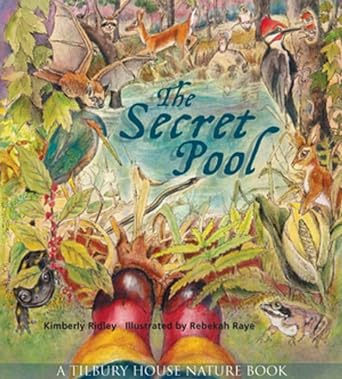 The
Secret
Pool
Kimberly Ridley Illustrated by Rebekah Raye
A TILBURY HOUSE NATURE BOOK